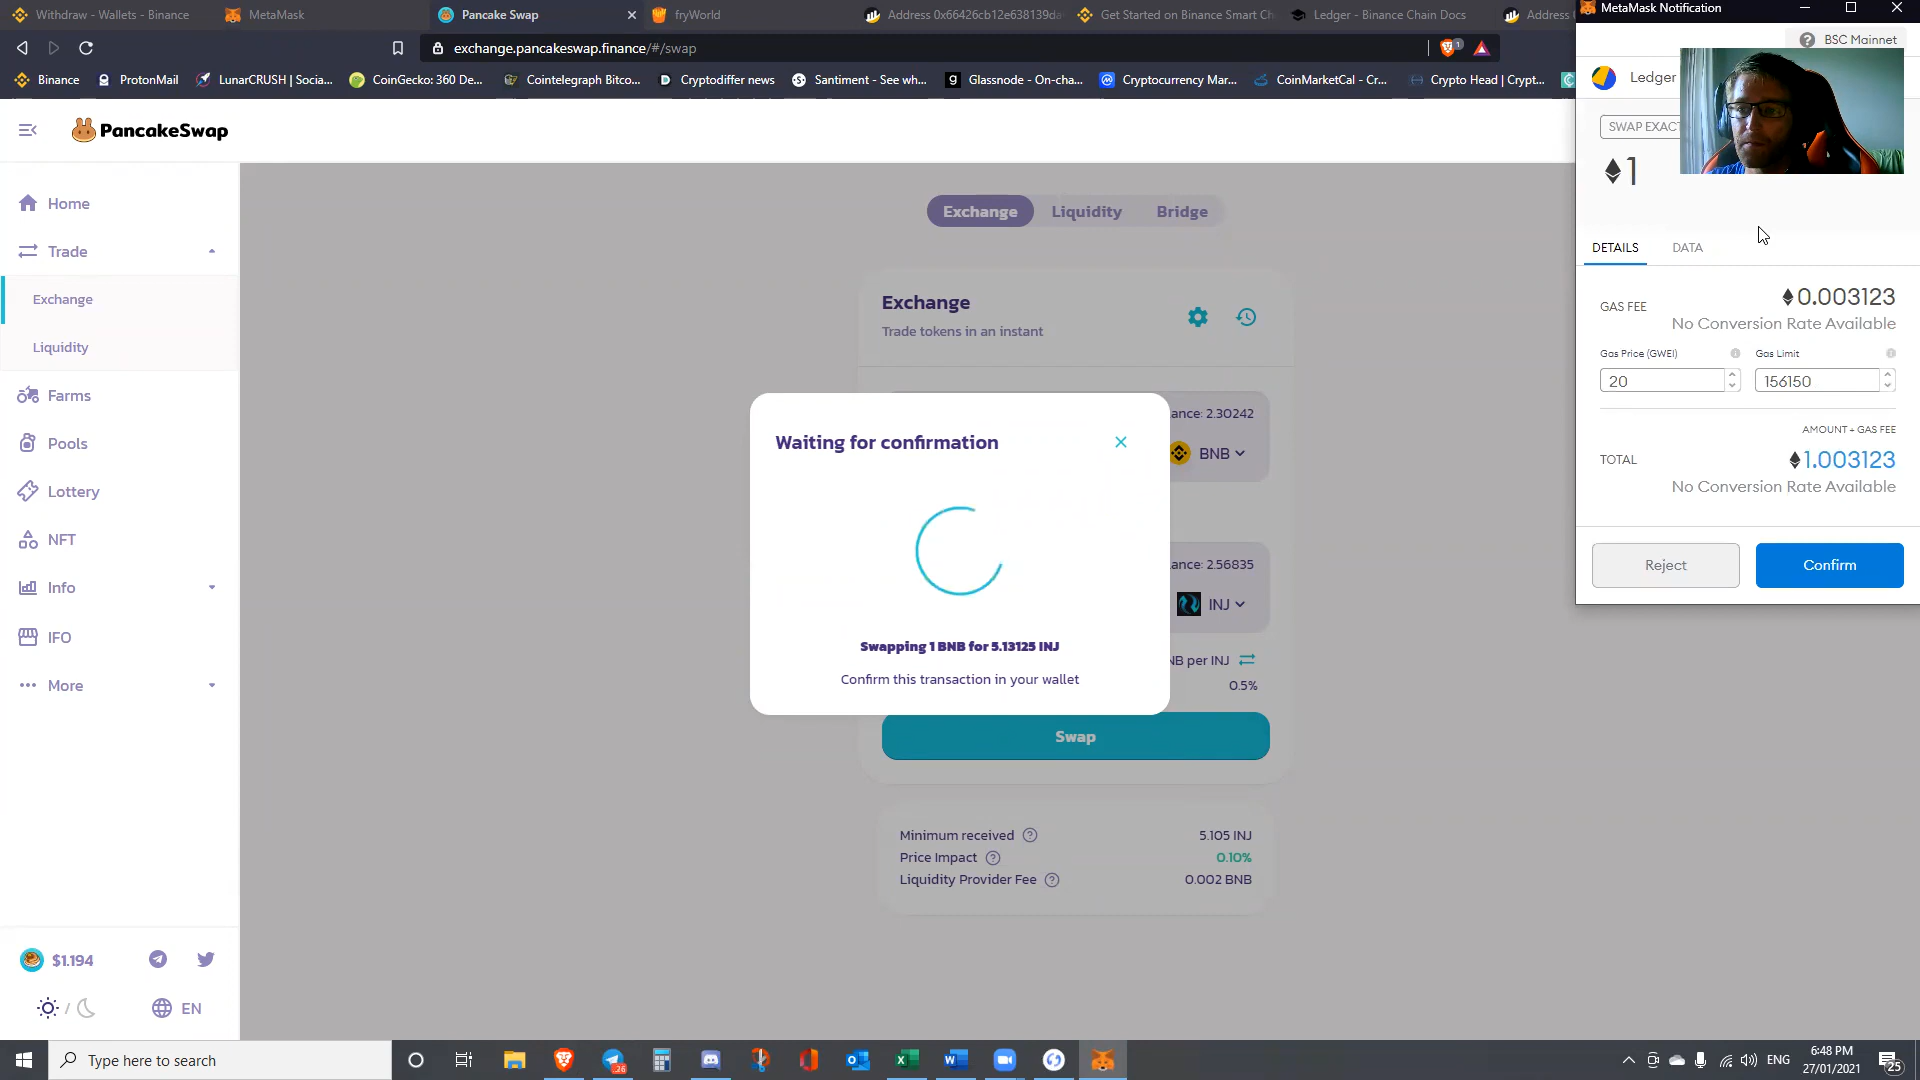 Withdraw - Wallets - Binance
MetaMask
Pancake Swap
fryWorld
Address 0x66426cb12e638139da
Get Started on Binance Smart Ch
Ledger - Binance Chain Docs
Address
exchange.pancakeswap.finance/#/swap
1
Binance
ProtonMail
LunarCRUSH | Socia...
CoinGecko: 360 De...
Cointelegraph Bitco...
Cryptodiffer news
Santiment - See wh...
Glassnode - On-cha...
Cryptocurrency Mar...
CoinMarketCal - Cr...
Crypto Head | Crypt...
PancakeSwap
Home
Trade
Exchange
Liquidity
Farms
Pools
Lottery
NFT
Info
IFO
More
$1.194
/
EN
Exchange
Liquidity
Bridge
Exchange
Trade tokens in an instant
ance: 2.30242
BNB
ance: 2.56835
INJ
NB per INJ
0.5%
Swap
Minimum received
5.105 INJ
Price Impact
0.10%
Liquidity Provider Fee
0.002 BNB
Waiting for confirmation
Swapping 1 BNB for 5.13125 INJ
Confirm this transaction in your wallet
MetaMask Notification
BSC Mainnet
Ledger
SWAP EXACT
1
DETAILS
DATA
GAS FEE
0.003123
No Conversion Rate Available
Gas Price (GWEI)
Gas Limit
20
156150
AMOUNT + GAS FEE
TOTAL
1.003123
No Conversion Rate Available
Reject
Confirm
Type here to search
26
ENG
6:48 PM
27/01/2021
25